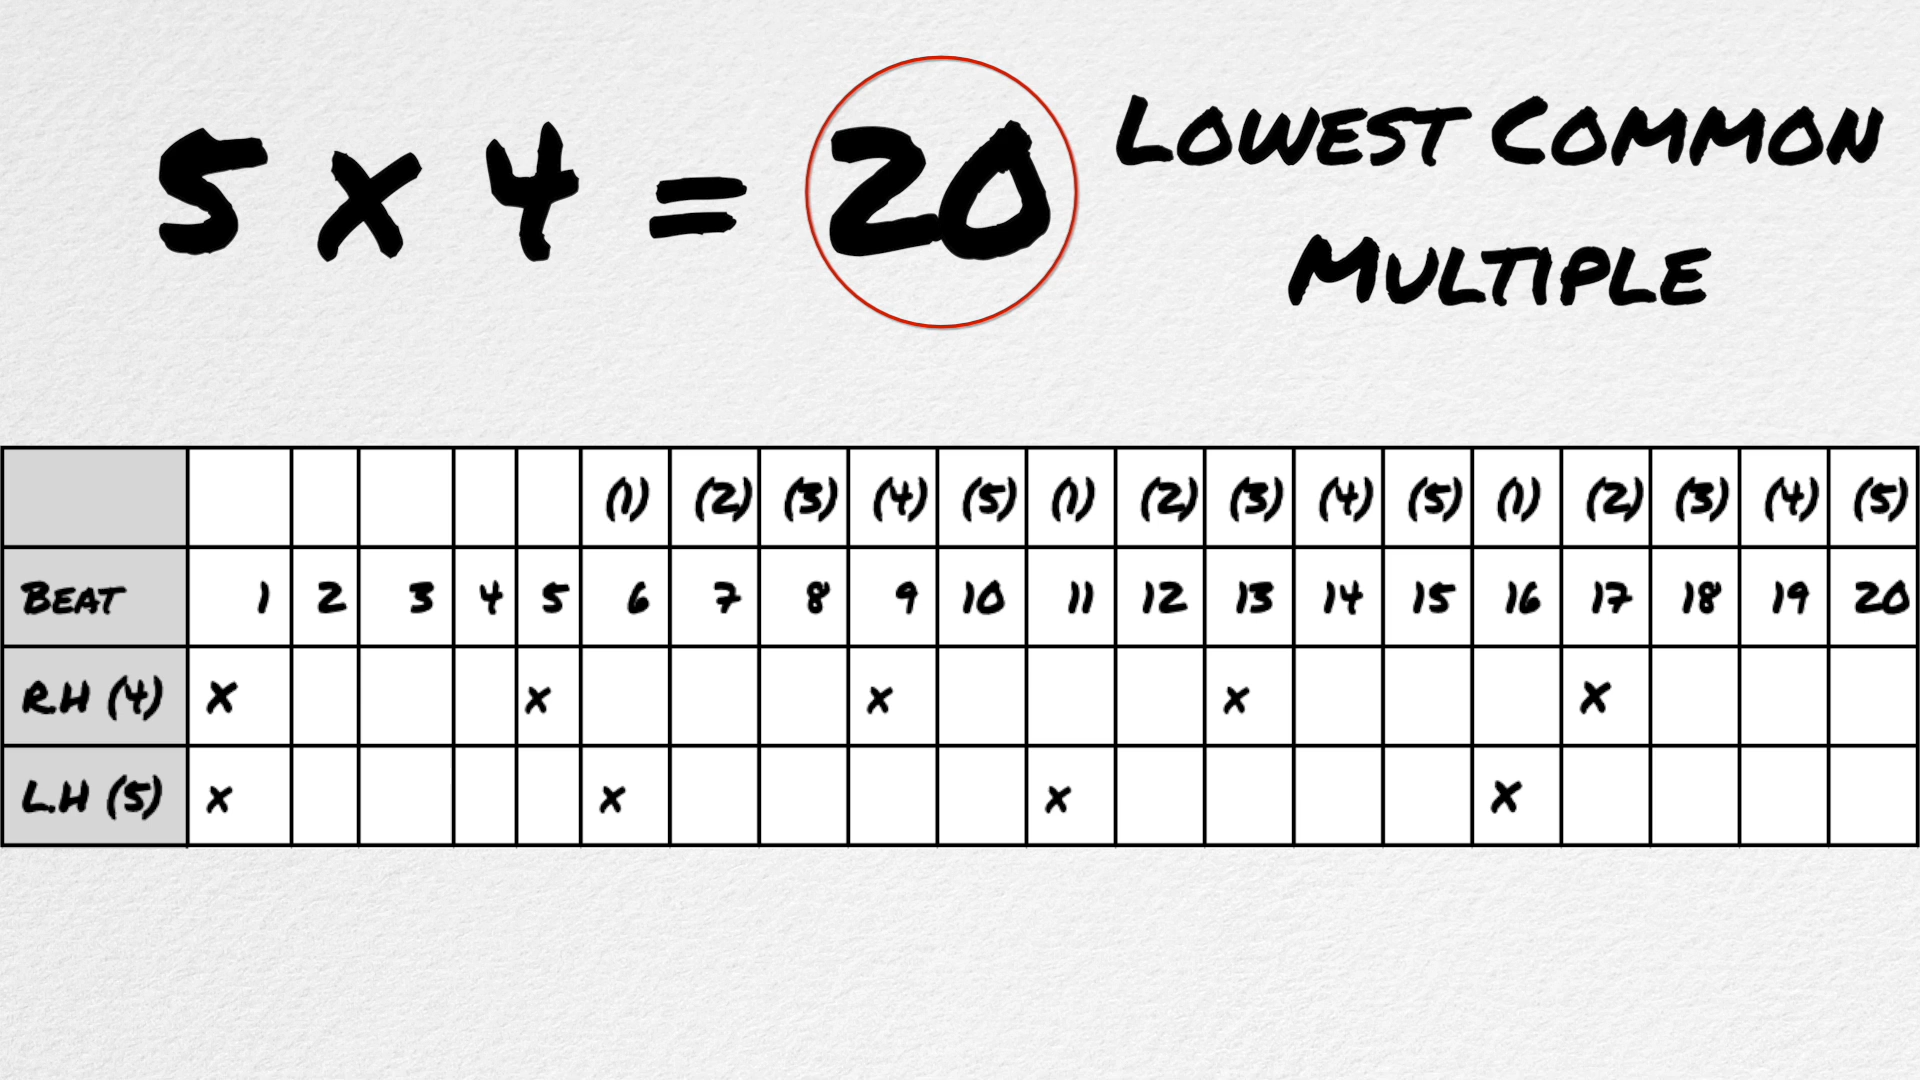 5 x 4 = 20
Lowest Common
Multiple
(1) (2) (3) (4) (5) (1) (2) (3) (4) (5) (1) (2) (3) (4) (5)
Beat 1 2 3 4 5 6 7 8 9 10 11 12 13 14 15 16 17 18 19 20
R.H (4) x x x x x
L.H (5) x x x x